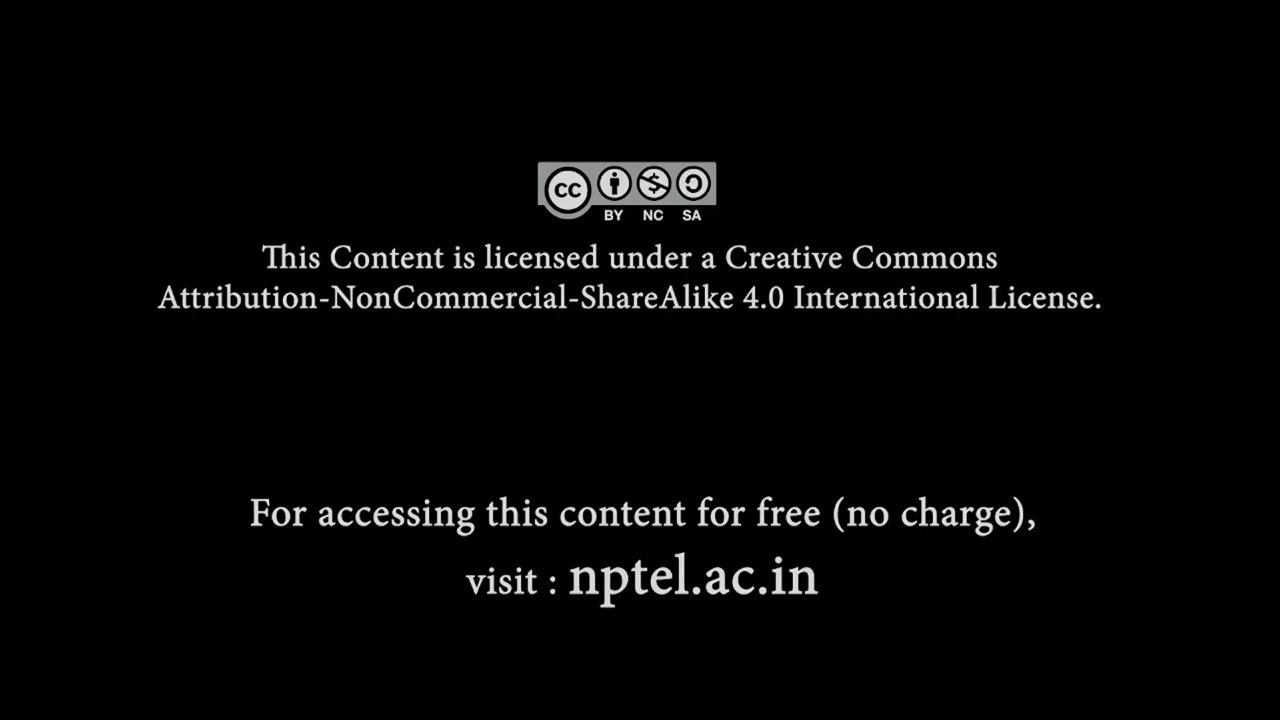 cc
BY NC SA
This Content is licensed under a Creative Commons
Attribution-NonCommercial-ShareAlike 4.0 International License.
For accessing this content for free (no charge),
visit : nptel.ac.in